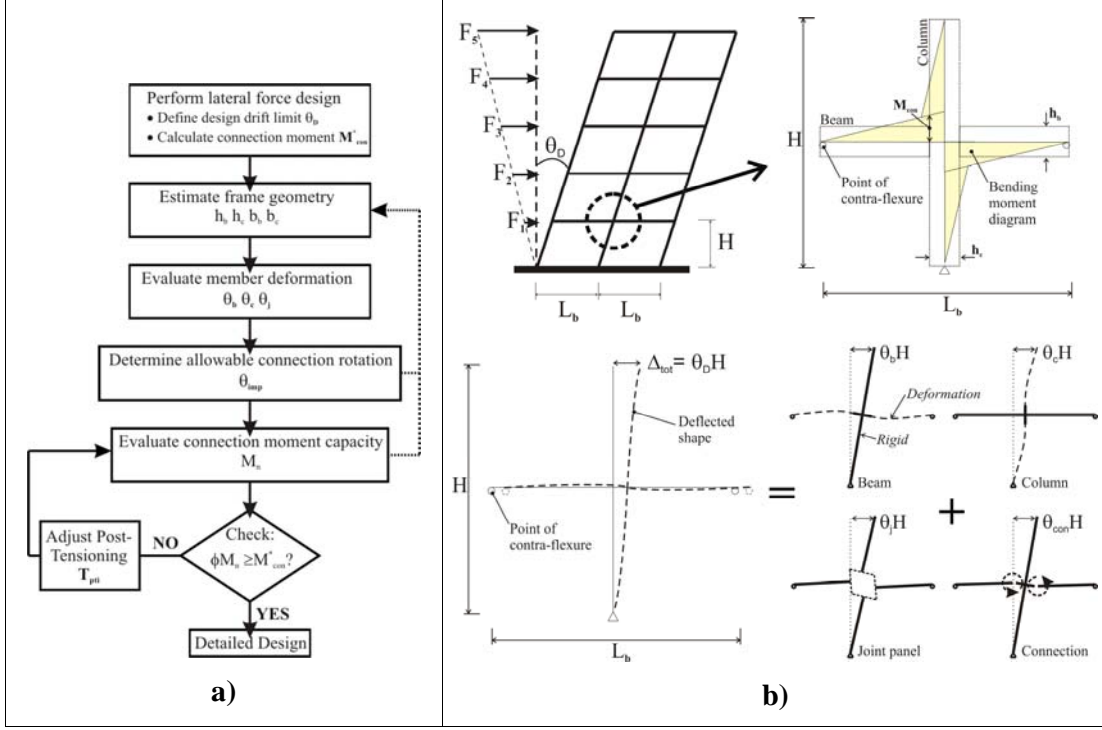 Perform lateral force design
• Define design drift limit θD
• Calculate connection moment M*con
Estimate frame geometry
hb hc bb bc
Evaluate member deformation
θb θc θj
Determine allowable connection rotation
θimp
Evaluate connection moment capacity
Mn
Adjust Post-
Tensioning
Tpti
NO
Check:
ϕMn ≥M*con?
YES
Detailed Design
a)
F5
F4
F3
F2
F1
θD
H
Lb
Lb
Column
Mcon
Beam
hb
H
Point of
contra-flexure
Bending
moment
diagram
hc
Lb
Δtot= θDH
Deflected
shape
H
Point of
contra-flexure
Lb
=
θbH
Deformation
Rigid
Beam
θcH
Column
+
θjH
Joint panel
θconH
Connection
b)